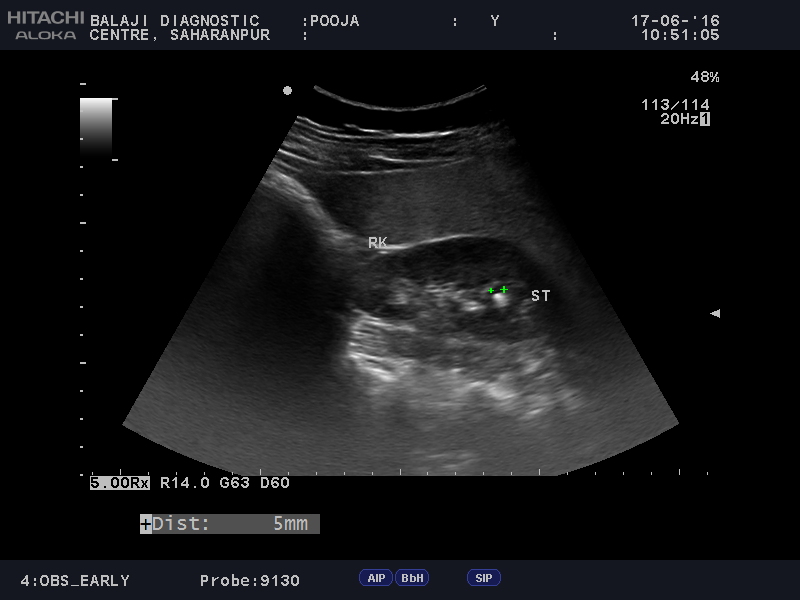 HITACHI BALAJI DIAGNOSTIC :POOJA : Y 17-06-'16
ALOKA CENTRE, SAHARANPUR : : 10:51:05
48%
113/114
20Hz1
RK
ST
5.00Rx R14.0 G63 D60
+Dist: 5mm
4:OBS_EARLY Probe:9130 AIP BbH SIP